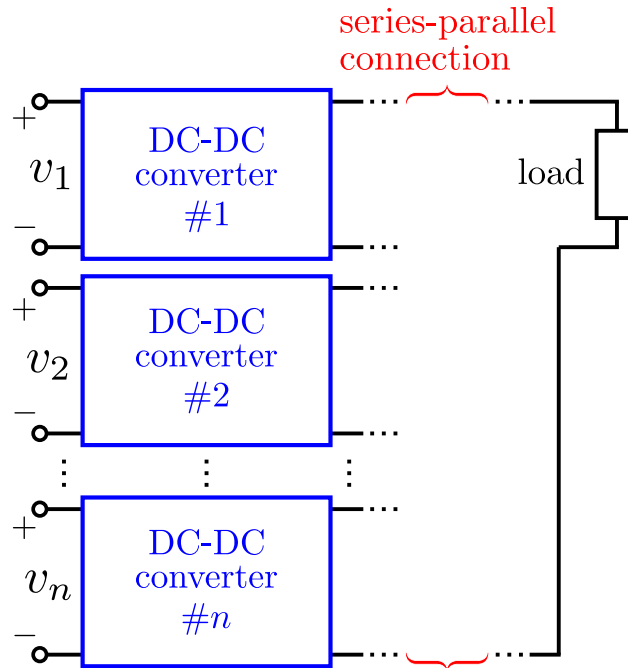 series-parallel
connection
+
v1
−
DC-DC
converter
#1
load
+
v2
−
DC-DC
converter
#2
+
vn
−
DC-DC
converter
#n